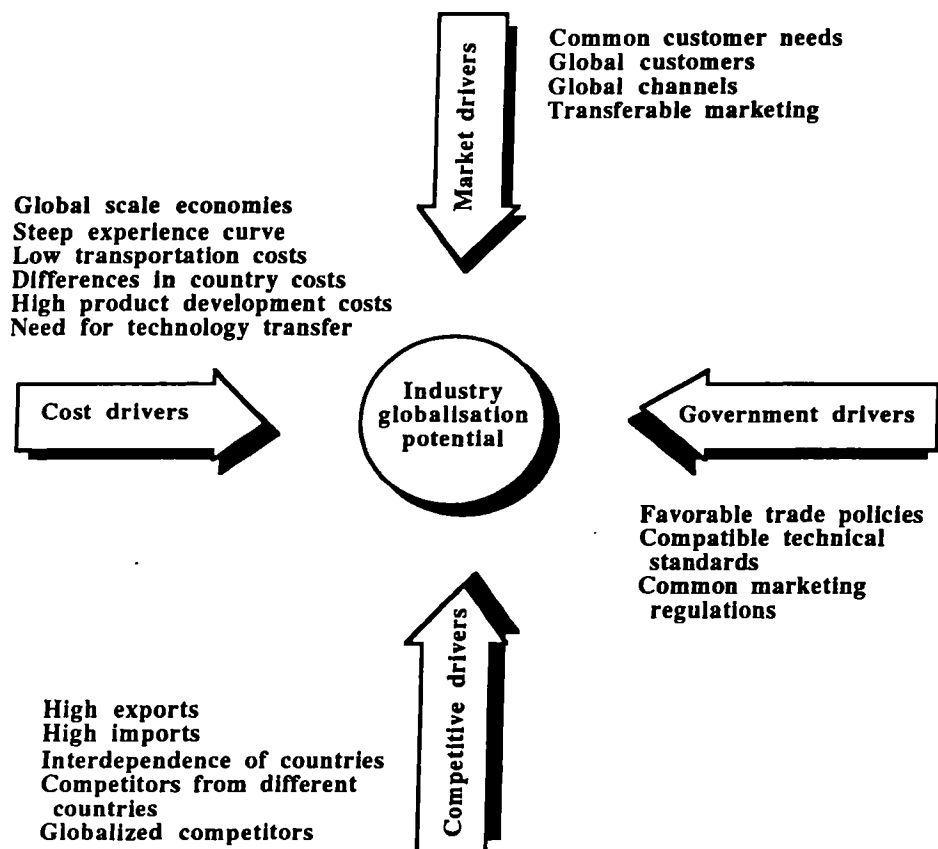 Market drivers
Common customer needs
Global customers
Global channels
Transferable marketing
Global scale economies
Steep experience curve
Low transportation costs
Differences in country costs
High product development costs
Need for technology transfer
Cost drivers
Industry
globalisation
potential
Government drivers
Favorable trade policies
Compatible technical
standards
Common marketing
regulations
Competitive drivers
High exports
High imports
Interdependence of countries
Competitors from different
countries
Globalized competitors